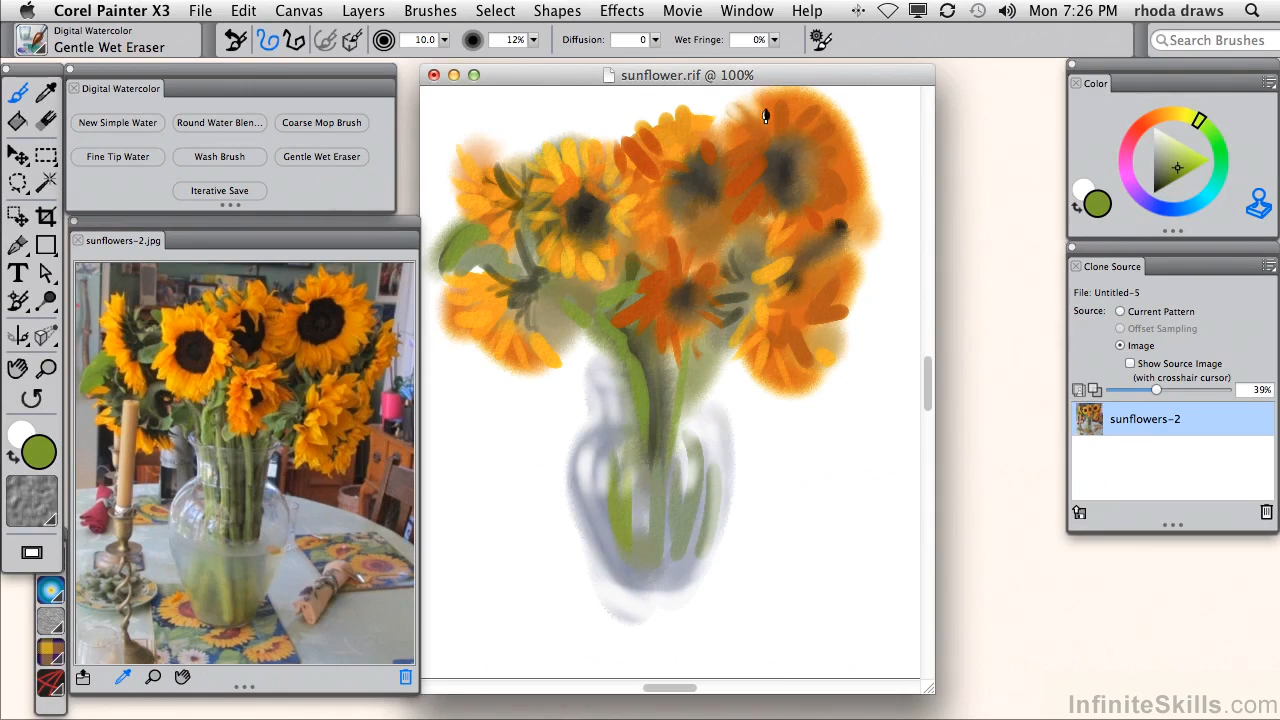 Corel Painter X3 File Edit Canvas Layers Brushes Select Shapes Effects Movie Window Help Mon 7:26 PM rhoda draws
Digital Watercolor
Gentle Wet Eraser
10.0 12% Diffusion: 0 Wet Fringe: 0% Search Brushes
Digital Watercolor
New Simple Water Round Water Blen... Coarse Mop Brush
Fine Tip Water Wash Brush Gentle Wet Eraser
Iterative Save
sunflowers-2.jpg
sunflower.rif @ 100%
Color
Clone Source
File: Untitled-5
Source: Current Pattern
Offset Sampling
Image
Show Source Image
(with crosshair cursor)
39%
sunflowers-2
T
InfiniteSkills.com